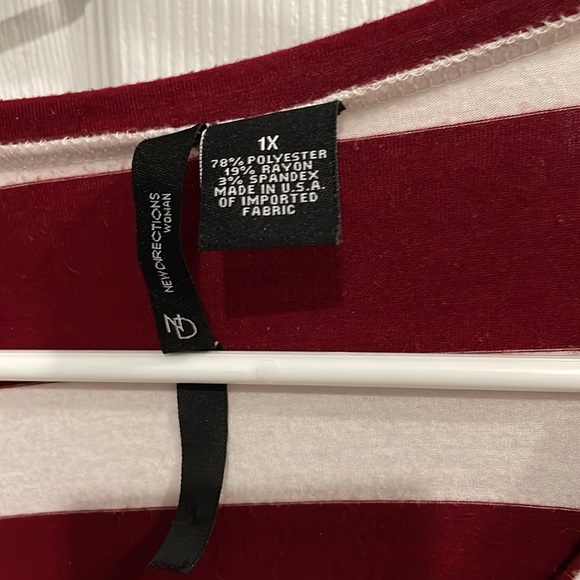 1X
78% POLYESTER
19% RAYON
3% SPANDEX
MADE IN U.S.A.
OF IMPORTED
FABRIC
NEW DIRECTIONS
WOMAN
ND